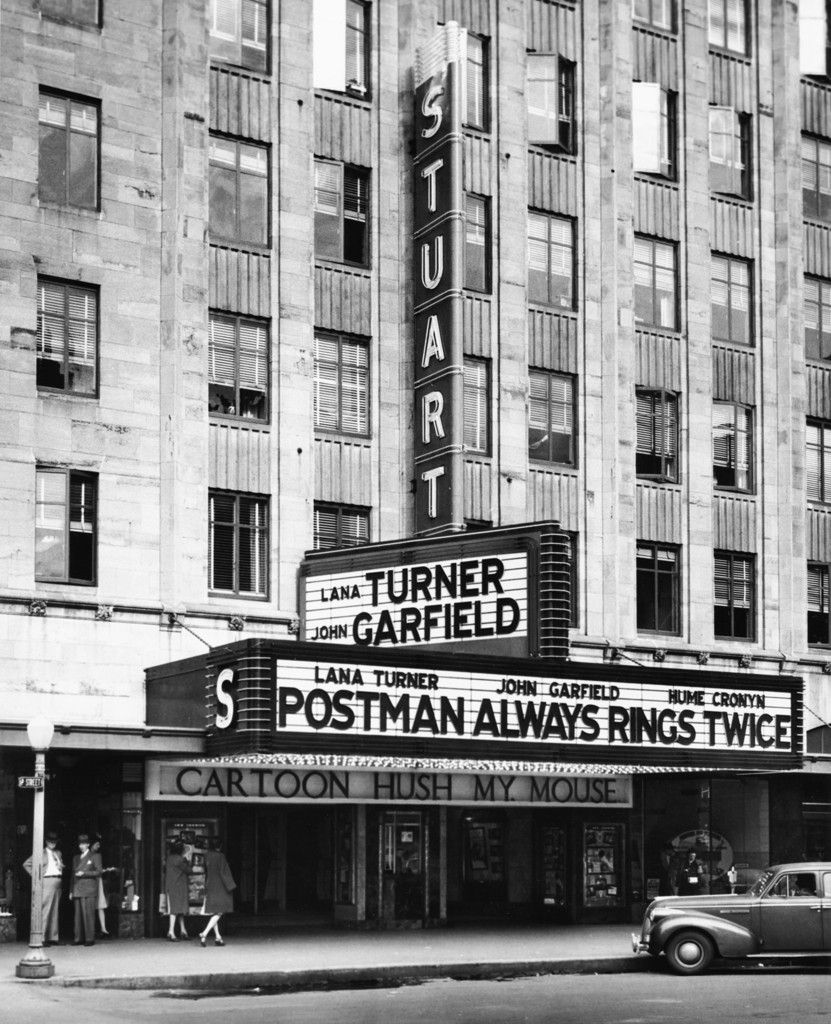 STUART
LANA TURNER
JOHN GARFIELD
S
LANA TURNER JOHN GARFIELD HUME CRONYN
POSTMAN ALWAYS RINGS TWICE
CARTOON HUSH MY. MOUSE
P STREET